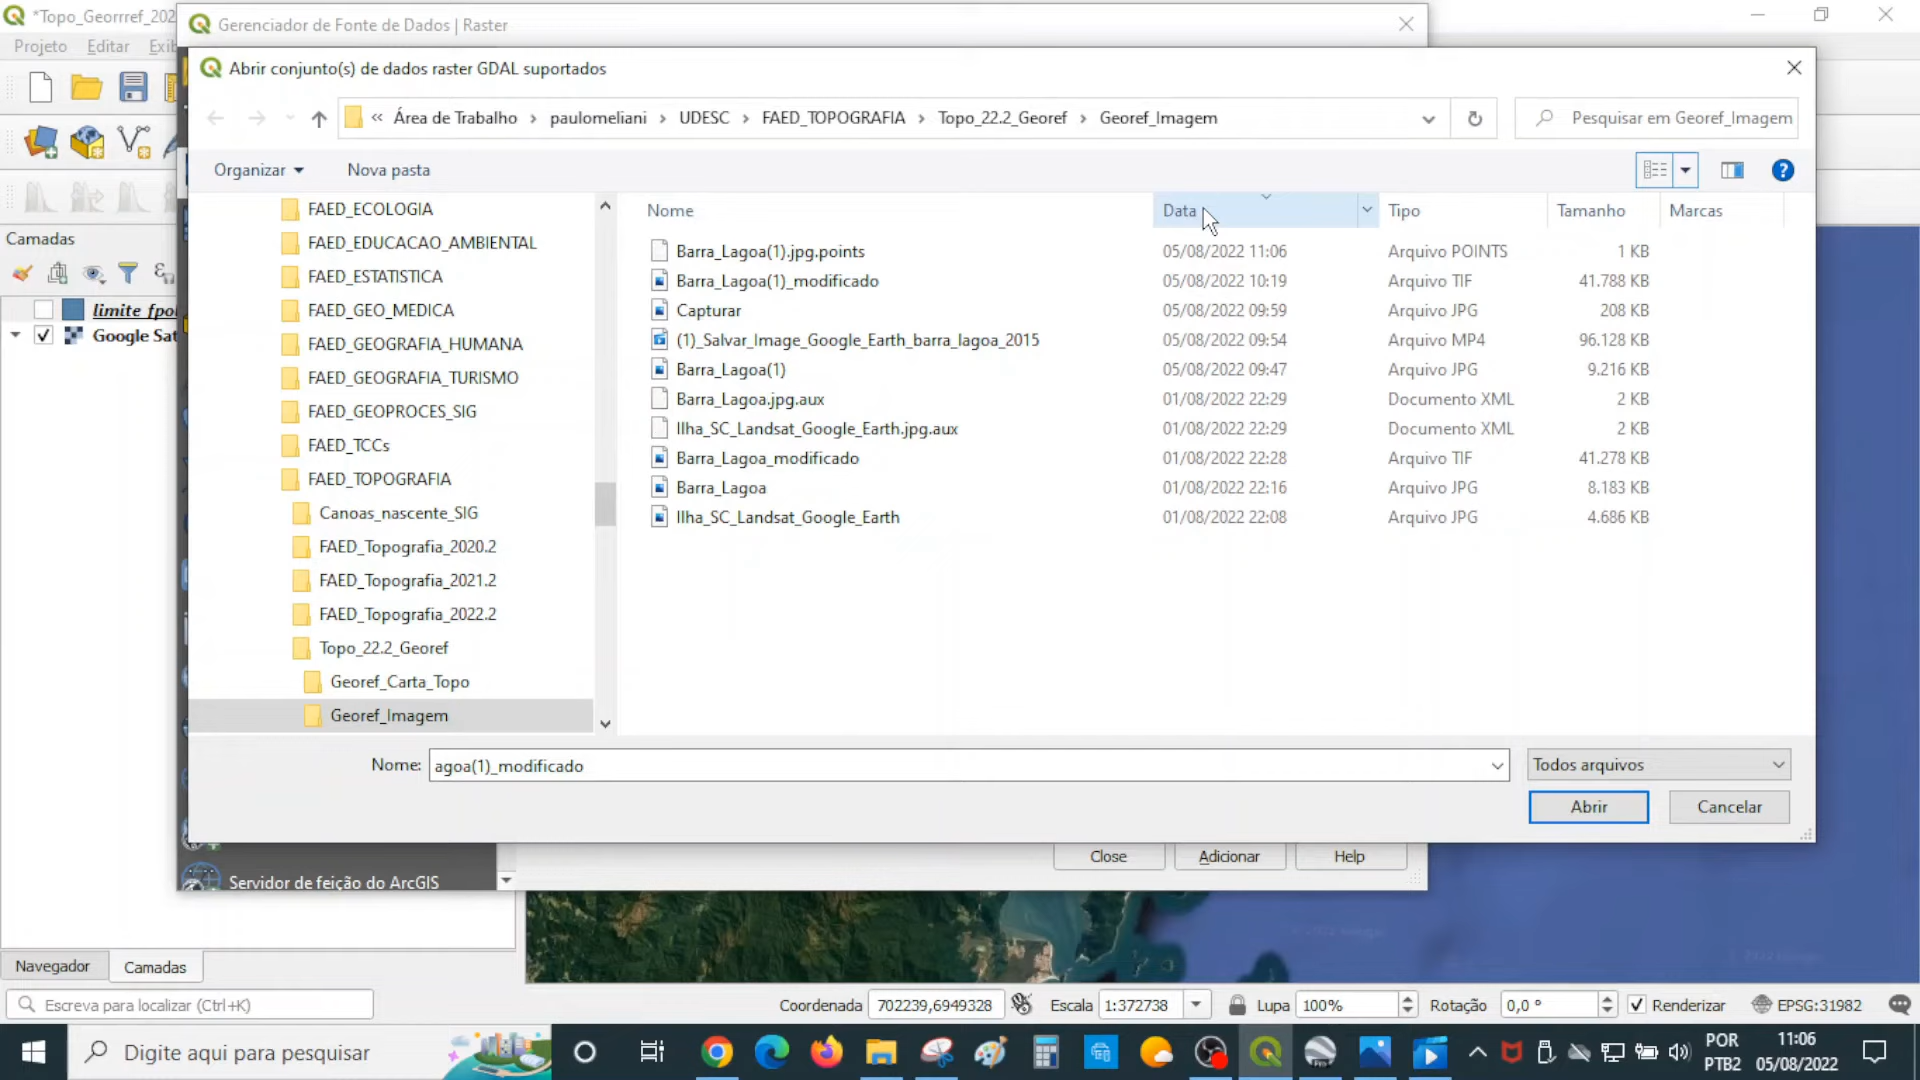 *Topo_Georrref_202
Gerenciador de Fonte de Dados | Raster
Projeto Editar Exib
Abrir conjunto(s) de dados raster GDAL suportados
« Área de Trabalho › paulomeliani › UDESC › FAED_TOPOGRAFIA › Topo_22.2_Georef › Georef_Imagem
Pesquisar em Georef_Imagem
Organizar Nova pasta
Camadas
limite fpol
Google Sat
FAED_ECOLOGIA
FAED_EDUCACAO_AMBIENTAL
FAED_ESTATISTICA
FAED_GEO_MEDICA
FAED_GEOGRAFIA_HUMANA
FAED_GEOGRAFIA_TURISMO
FAED_GEOPROCES_SIG
FAED_TCCs
FAED_TOPOGRAFIA
Canoas_nascente_SIG
FAED_Topografia_2020.2
FAED_Topografia_2021.2
FAED_Topografia_2022.2
Topo_22.2_Georef
Georef_Carta_Topo
Georef_Imagem
Nome Data Tipo Tamanho Marcas
Barra_Lagoa(1).jpg.points 05/08/2022 11:06 Arquivo POINTS 1 KB
Barra_Lagoa(1)_modificado 05/08/2022 10:19 Arquivo TIF 41.788 KB
Capturar 05/08/2022 09:59 Arquivo JPG 208 KB
(1)_Salvar_Image_Google_Earth_barra_lagoa_2015 05/08/2022 09:54 Arquivo MP4 96.128 KB
Barra_Lagoa(1) 05/08/2022 09:47 Arquivo JPG 9.216 KB
Barra_Lagoa.jpg.aux 01/08/2022 22:29 Documento XML 2 KB
Ilha_SC_Landsat_Google_Earth.jpg.aux 01/08/2022 22:29 Documento XML 2 KB
Barra_Lagoa_modificado 01/08/2022 22:28 Arquivo TIF 41.278 KB
Barra_Lagoa 01/08/2022 22:16 Arquivo JPG 8.183 KB
Ilha_SC_Landsat_Google_Earth 01/08/2022 22:08 Arquivo JPG 4.686 KB
Nome: agoa(1)_modificado Todos arquivos
Abrir Cancelar
Close Adicionar Help
Servidor de feição do ArcGIS
Navegador Camadas
Escreva para localizar (Ctrl+K) Coordenada 702239,6949328 Escala 1:372738 Lupa 100% Rotação 0,0 ° Renderizar EPSG:31982
Digite aqui para pesquisar
POR 11:06
PTB2 05/08/2022